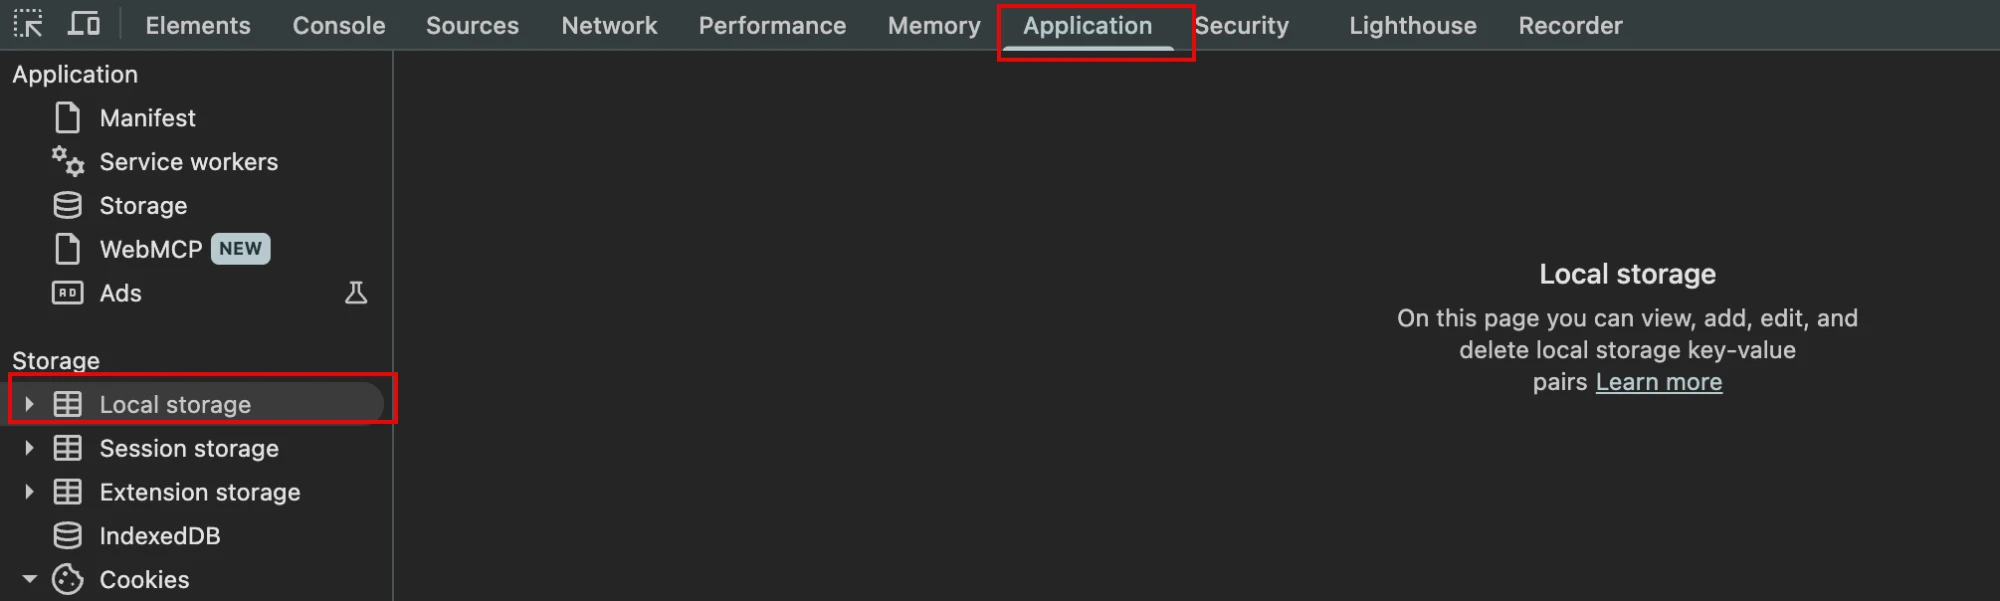 Elements Console Sources Network Performance Memory Application Security Lighthouse Recorder
Application
Manifest
Service workers
Storage
WebMCP NEW
AD Ads
Storage
Local storage
Session storage
Extension storage
IndexedDB
Cookies
Local storage
On this page you can view, add, edit, and
delete local storage key-value
pairs Learn more